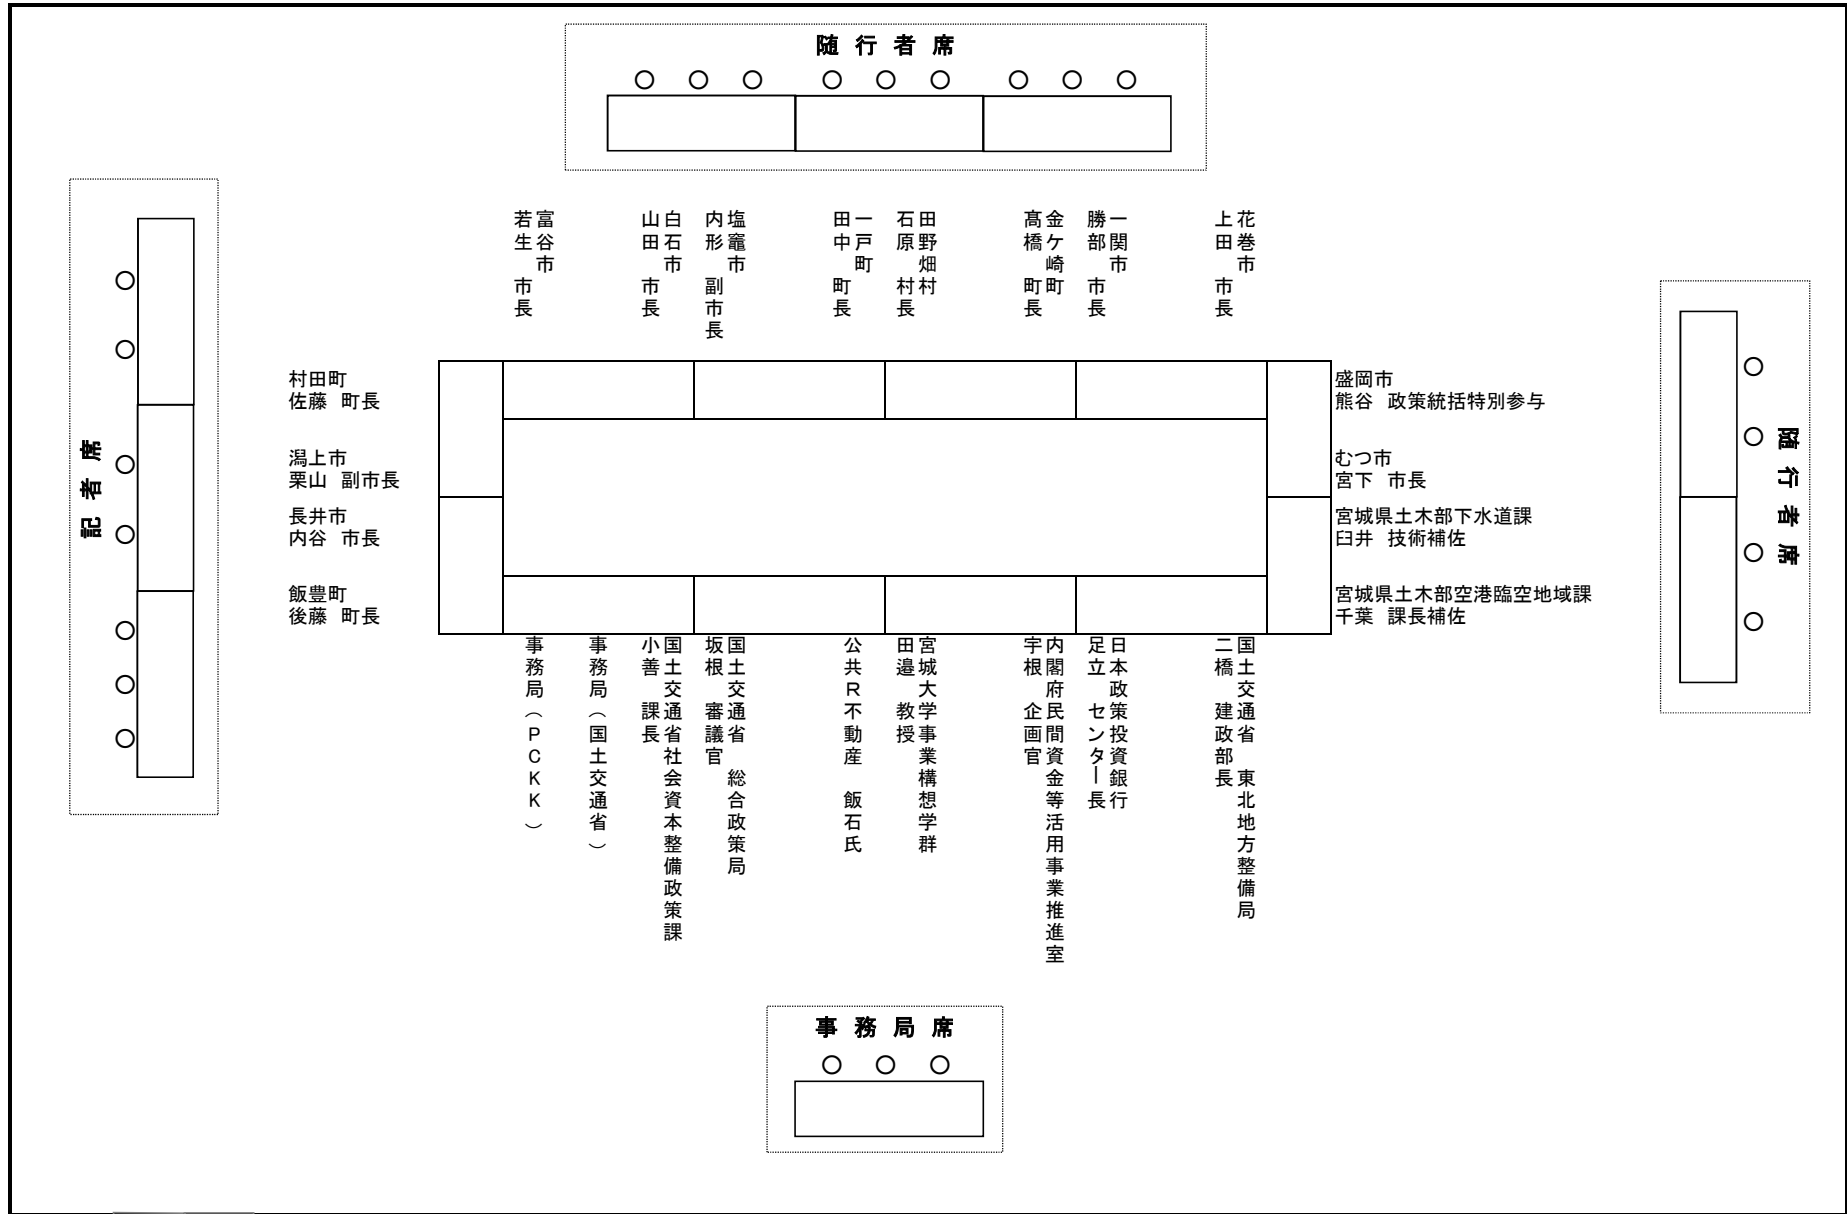 随行者席
富谷市
若生 市長
白石市
山田 市長
塩竈市
内形 副市長
一戸町
田中 町長
田野畑村
石原 村長
金ケ崎町
髙橋 町長
一関市
勝部 市長
花巻市
上田 市長
記者席
村田町
佐藤 町長
潟上市
栗山 副市長
長井市
内谷 市長
飯豊町
後藤 町長
盛岡市
熊谷 政策統括特別参与
むつ市
宮下 市長
宮城県土木部下水道課
臼井 技術補佐
宮城県土木部空港臨空地域課
千葉 課長補佐
随行者席
事務局(PCKK)
事務局(国土交通省)
国土交通省社会資本整備政策課
小善 課長
国土交通省 総合政策局
坂根 審議官
公共R不動産 飯石氏
宮城大学事業構想学群
田邉 教授
内閣府民間資金等活用事業推進室
宇根 企画官
日本政策投資銀行
足立 センター長
国土交通省 東北地方整備局
二橋 建政部長
事務局席